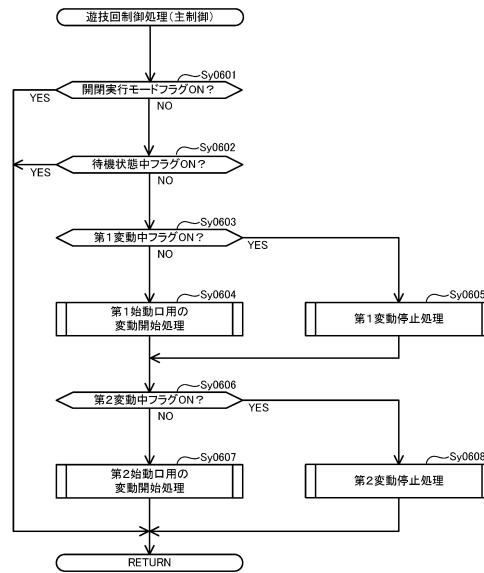 遊技回制御処理(主制御)
Sy0601
開閉実行モードフラグON?
YES
NO
Sy0602
待機状態中フラグON?
YES
NO
Sy0603
第1変動中フラグON?
YES
NO
Sy0604
第1始動口用の
変動開始処理
Sy0605
第1変動停止処理
Sy0606
第2変動中フラグON?
YES
NO
Sy0607
第2始動口用の
変動開始処理
Sy0608
第2変動停止処理
RETURN